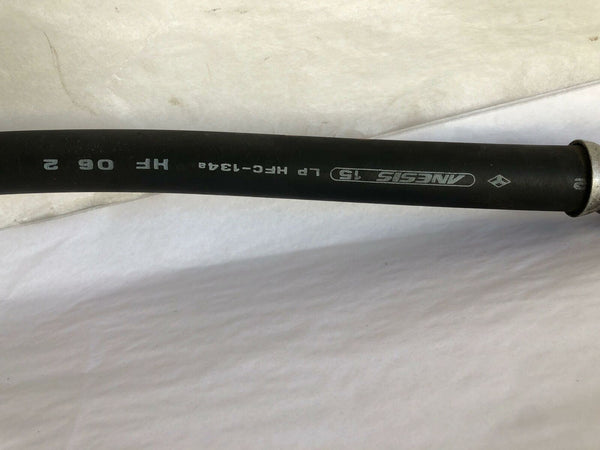 ANESIS 15 LP HFC-134a HF 06 2